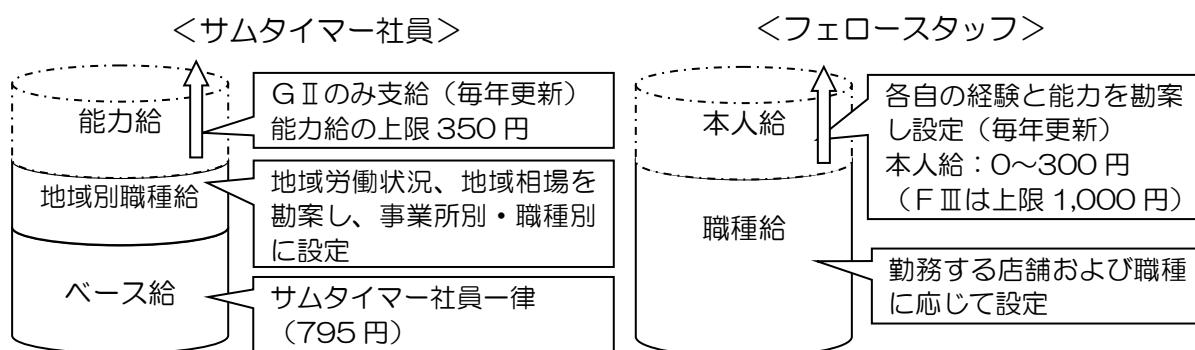 ＜サムタイマー社員＞
能力給
地域別職種給
ベース給
ＧⅡのみ支給（毎年更新）
能力給の上限 350 円
地域労働状況、地域相場を
勘案し、事業所別・職種別
に設定
サムタイマー社員一律
（795 円）
＜フェロースタッフ＞
本人給
職種給
各自の経験と能力を勘案
し設定（毎年更新）
本人給：０～300 円
（ＦⅢは上限 1,000 円）
勤務する店舗および職種
に応じて設定